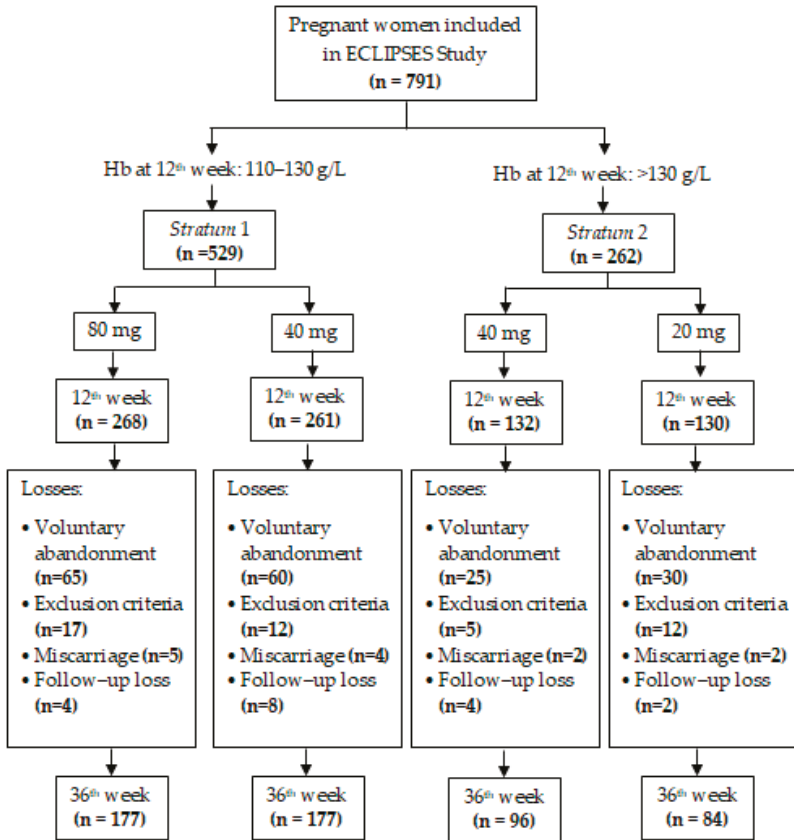 Pregnant women included
in ECLIPSES Study
(n = 791)
Hb at 12th week: 110–130 g/L
Hb at 12th week: >130 g/L
Stratum 1
(n =529)
Stratum 2
(n = 262)
80 mg
40 mg
40 mg
20 mg
12th week
(n = 268)
12th week
(n = 261)
12th week
(n = 132)
12th week
(n =130)
Losses:
• Voluntary
abandonment
(n=65)
• Exclusion criteria
(n=17)
• Miscarriage (n=5)
• Follow–up loss
(n=4)
Losses:
• Voluntary
abandonment
(n=60)
• Exclusion criteria
(n=12)
• Miscarriage (n=4)
• Follow–up loss
(n=8)
Losses:
• Voluntary
abandonment
(n=25)
• Exclusion criteria
(n=5)
• Miscarriage (n=2)
• Follow–up loss
(n=4)
Losses:
• Voluntary
abandonment
(n=30)
• Exclusion criteria
(n=12)
• Miscarriage (n=2)
• Follow–up loss
(n=2)
36th week
(n = 177)
36th week
(n = 177)
36th week
(n = 96)
36th week
(n = 84)